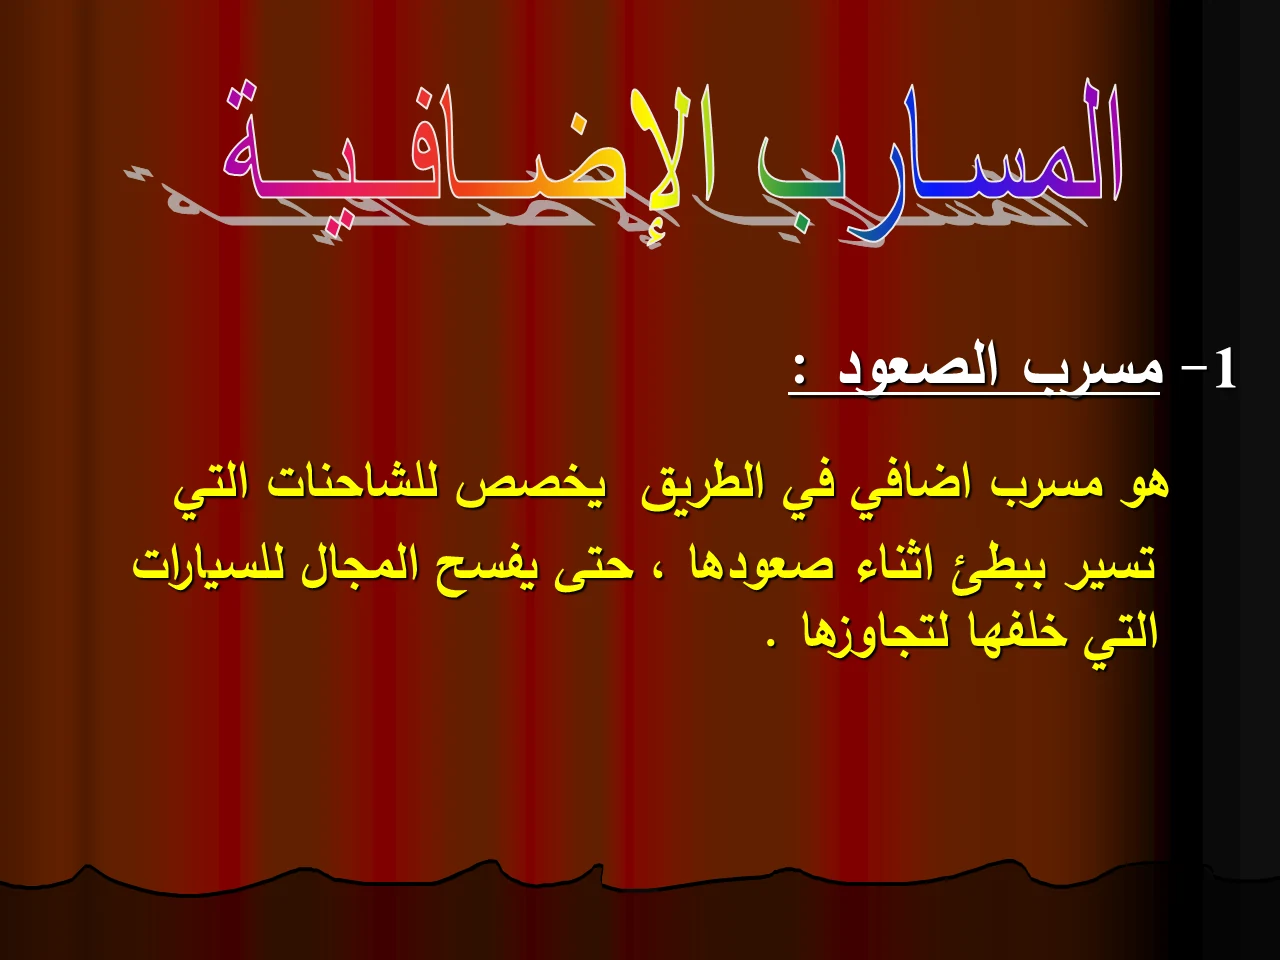 المسارب الإضافية
1- مسرب الصعود :
هو مسرب اضافي في الطريق يخصص للشاحنات التي
تسير ببطئ اثناء صعودها ، حتى يفسح المجال للسيارات
التي خلفها لتجاوزها .